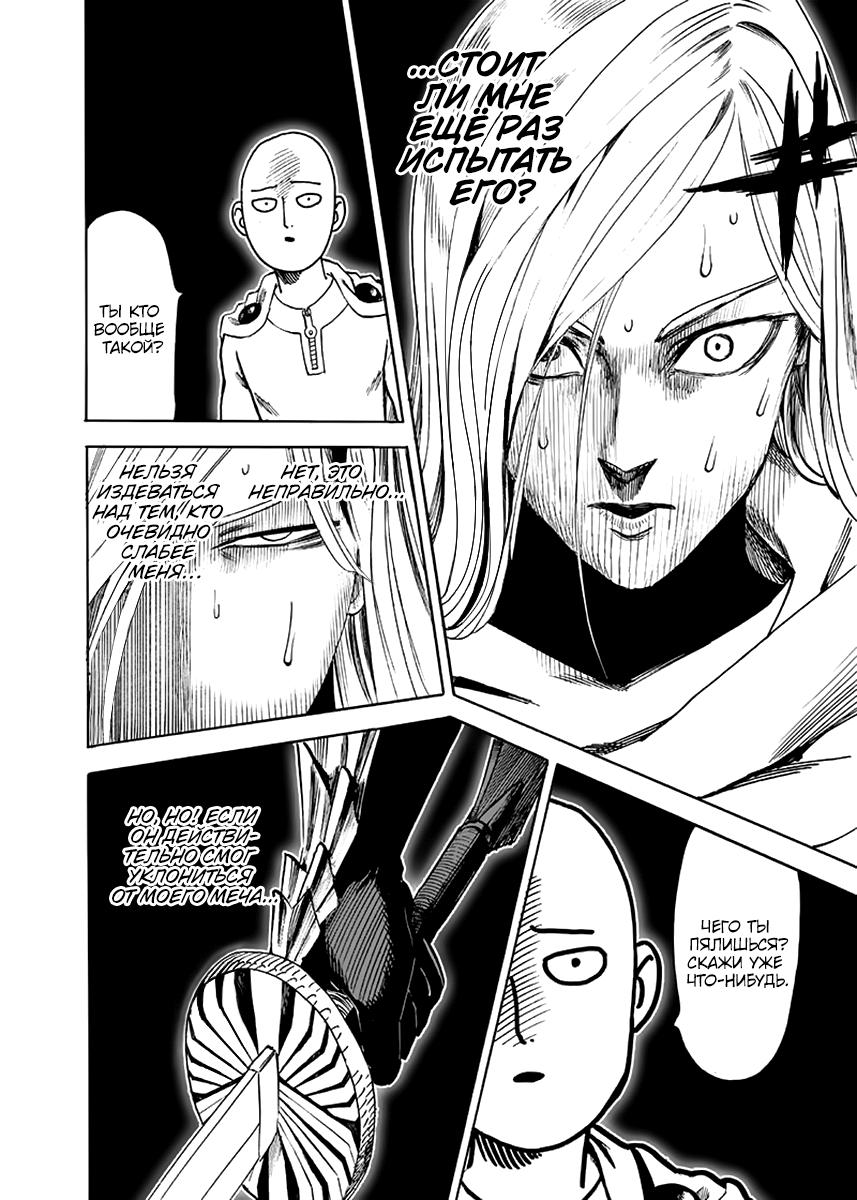 ...СТОИТ
ЛИ МНЕ
ЕЩЁ РАЗ
ИСПЫТАТЬ
ЕГО?
ТЫ КТО
ВООБЩЕ
ТАКОЙ?
НЕТ, ЭТО
НЕПРАВИЛЬНО...
НЕЛЬЗЯ
ИЗДЕВАТЬСЯ
НАД ТЕМ, КТО
ОЧЕВИДНО
СЛАБЕЕ
МЕНЯ...
ЧЕГО ТЫ
ПЯЛИШЬСЯ?
СКАЖИ УЖЕ
ЧТО-НИБУДЬ.
НО, НО! ЕСЛИ
ОН ДЕЙСТВИ-
ТЕЛЬНО СМОГ
УКЛОНИТЬСЯ
ОТ МОЕГО МЕЧА...